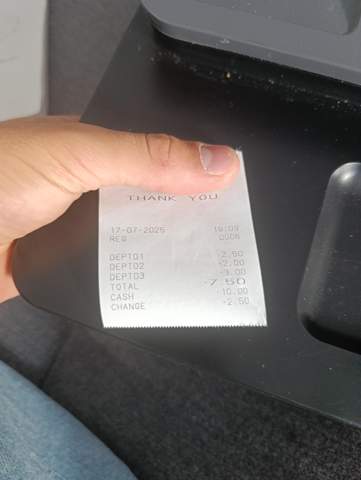 THANK YOU
17-07-2025 16:09
REG 0006
DEPT01 ·2.50
DEPT02 ·2.00
DEPT03 ·3.00
TOTAL ·7.50
CASH ·10.00
CHANGE ·2.50